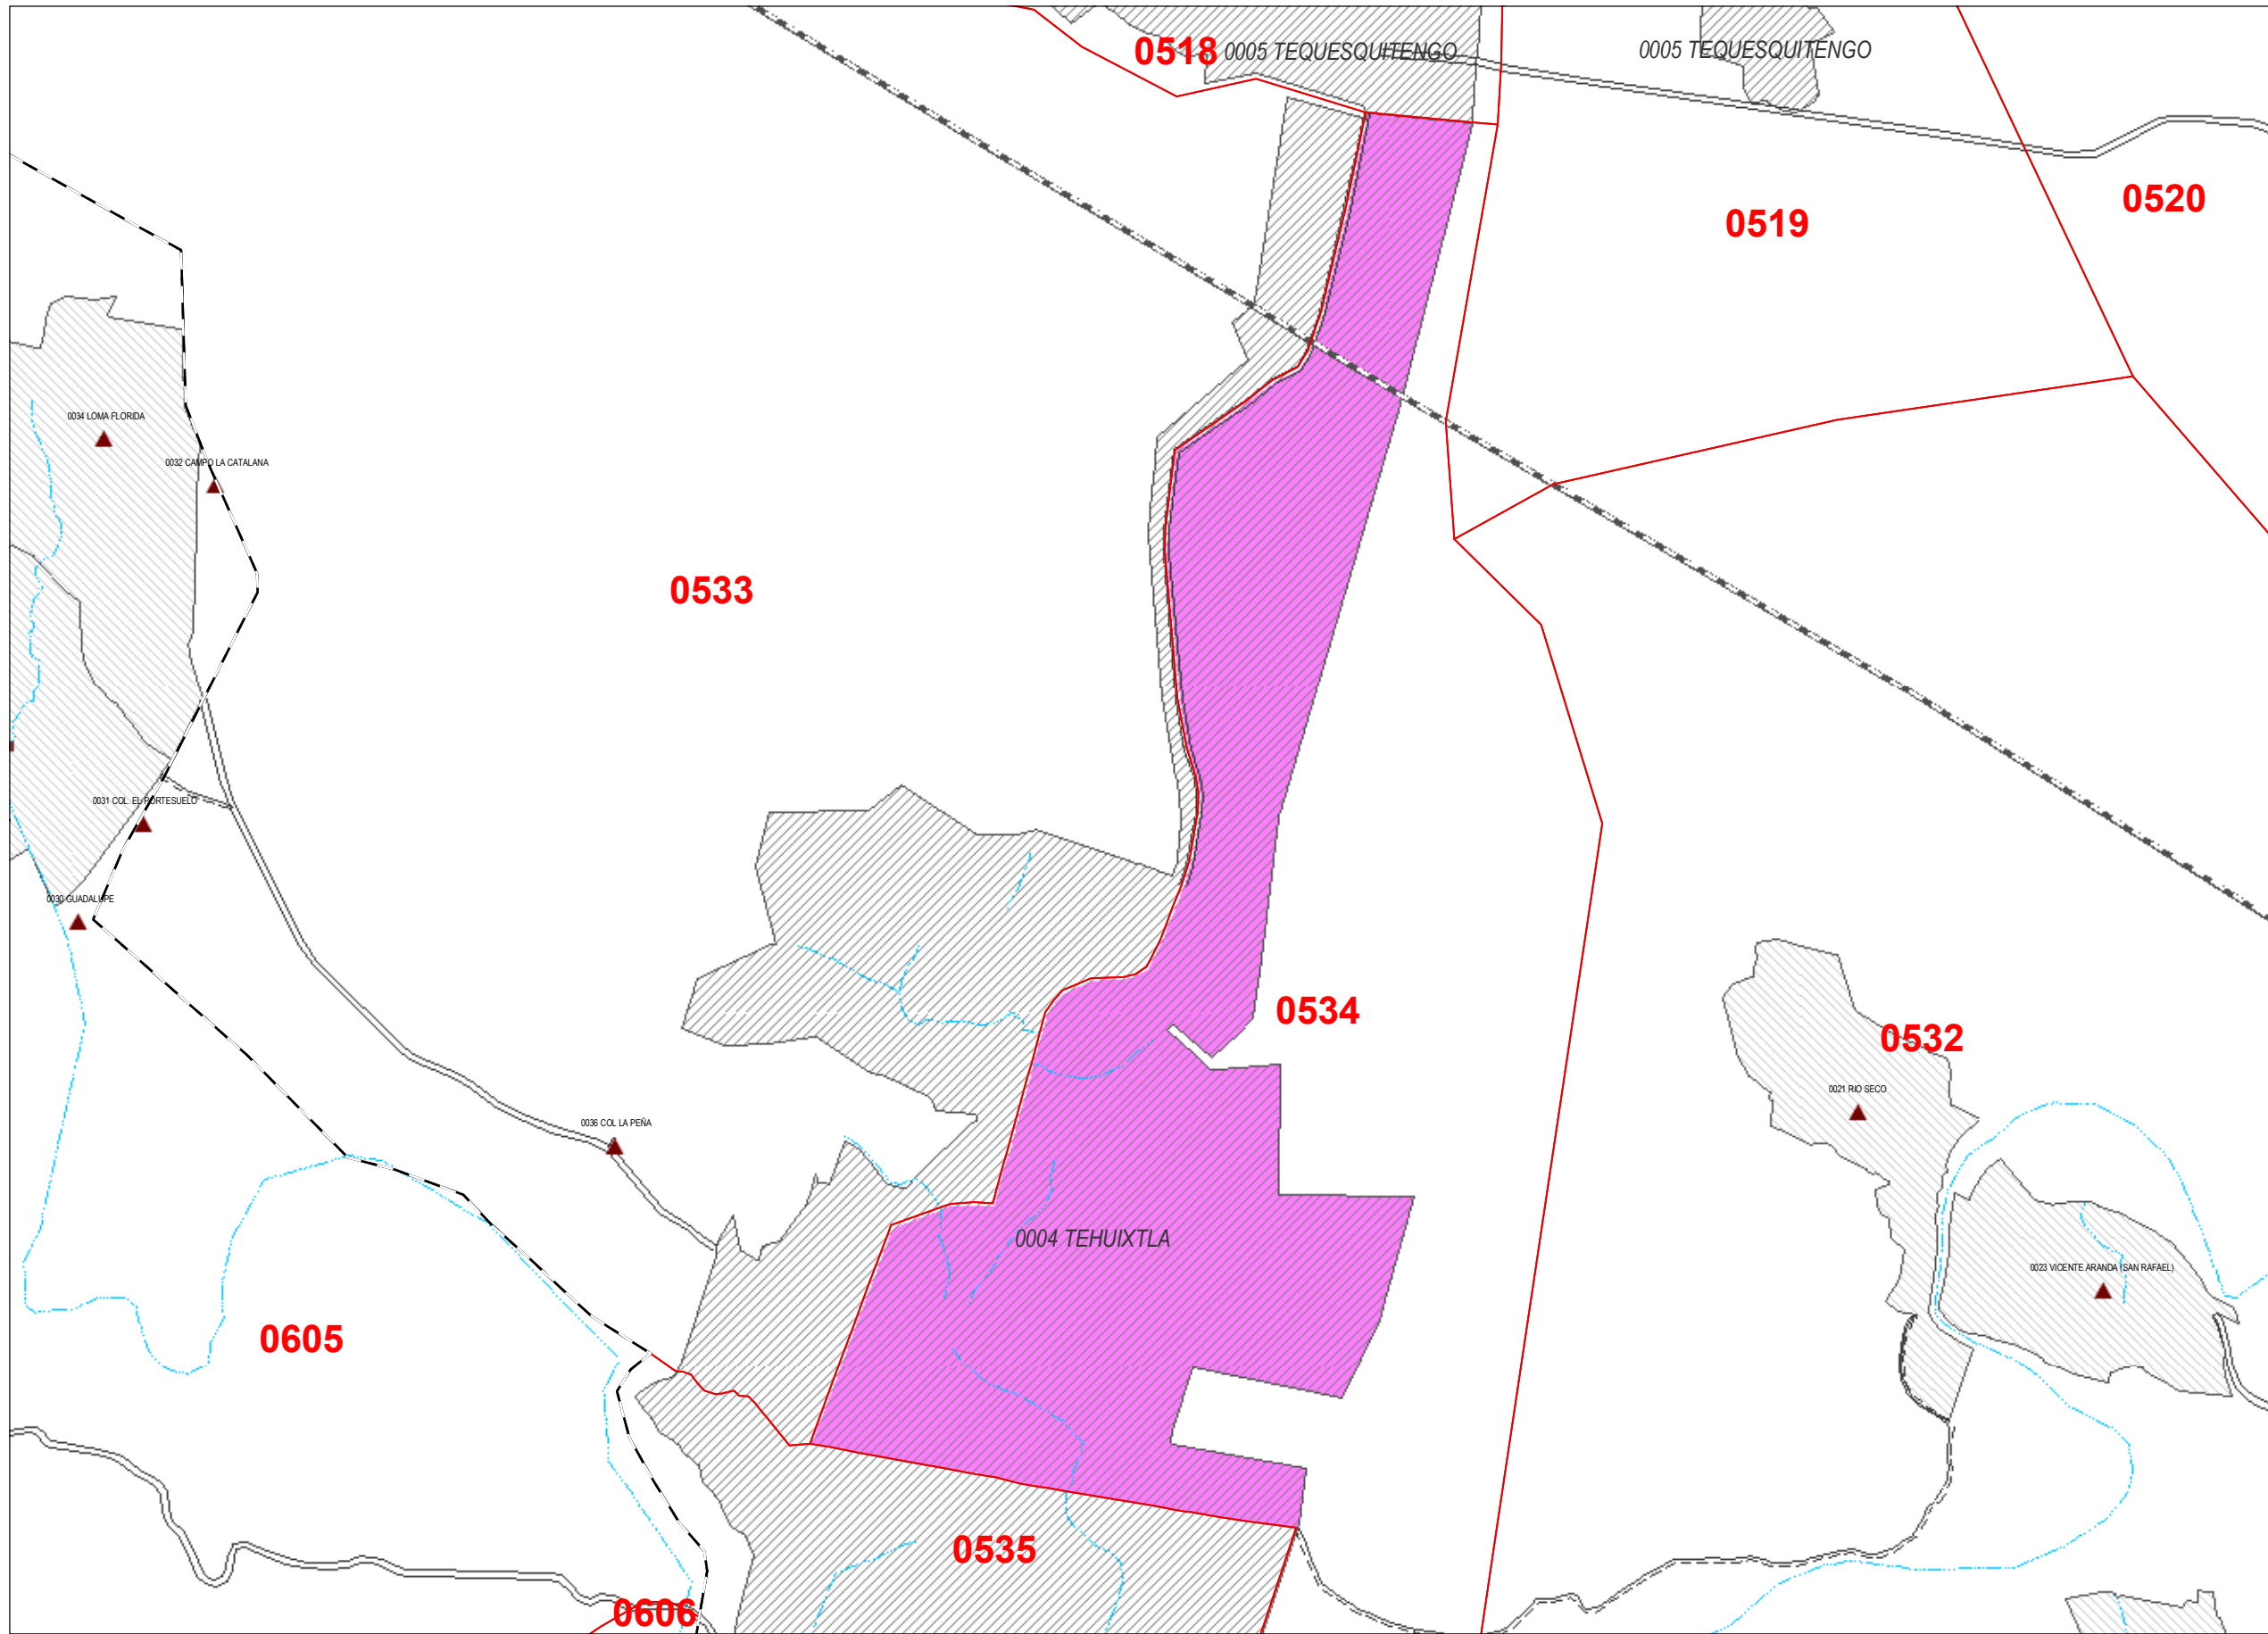 0518
0005 TEQUESQUITENGO
0005 TEQUESQUITENGO
0520
0519
0034 LOMA FLORIDA
0032 CAMPO LA CATALANA
0533
0031 COL. EL PORTESUELO
0030 GUADALUPE
0534
0532
0021 RIO SECO
0036 COL LA PEÑA
0004 TEHUIXTLA
0023 VICENTE ARANDA (SAN RAFAEL)
0605
0535
0606